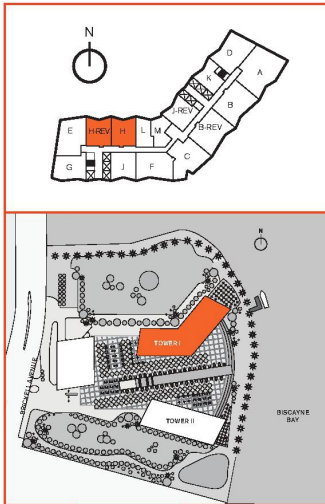 N
D
K
A
J-REV
B
E
H-REV
H
L
M
B-REV
G
J
F
C
N
TOWER I
BRICKELL AVENUE
TOWER II
BISCAYNE
BAY